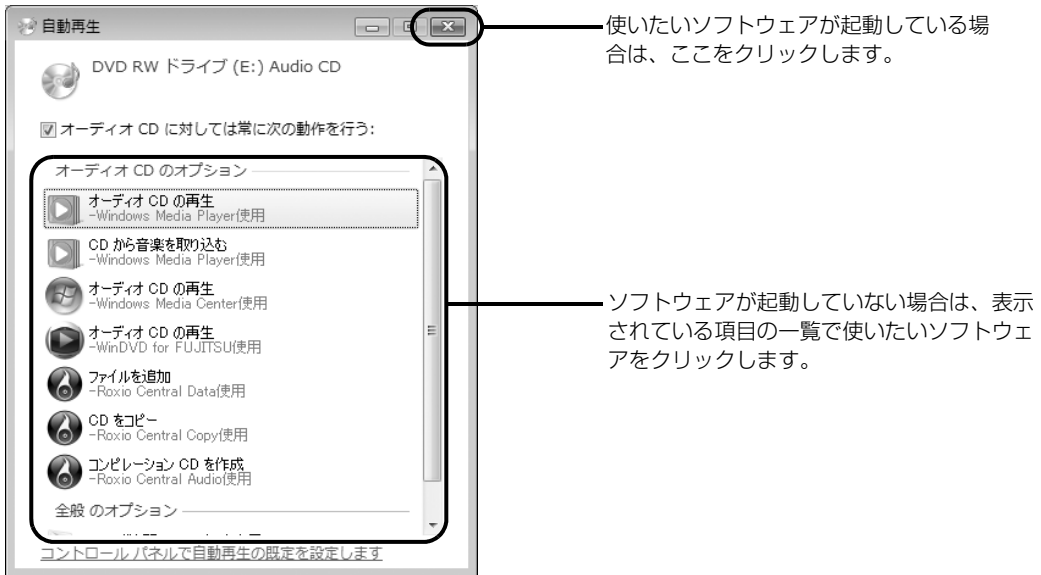 自動再生
DVD RW ドライブ (E:) Audio CD
オーディオ CD に対しては常に次の動作を行う:
オーディオ CD のオプション
オーディオ CD の再生
-Windows Media Player使用
CD から音楽を取り込む
-Windows Media Player使用
オーディオ CD の再生
-Windows Media Center使用
オーディオ CD の再生
-WinDVD for FUJITSU使用
ファイルを追加
-Roxio Central Data使用
CD をコピー
-Roxio Central Copy使用
コンピレーション CD を作成
-Roxio Central Audio使用
全般 のオプション
コントロール パネルで自動再生の既定を設定します
使いたいソフトウェアが起動している場
合は、ここをクリックします。
ソフトウェアが起動していない場合は、表示
されている項目の一覧で使いたいソフトウェ
アをクリックします。